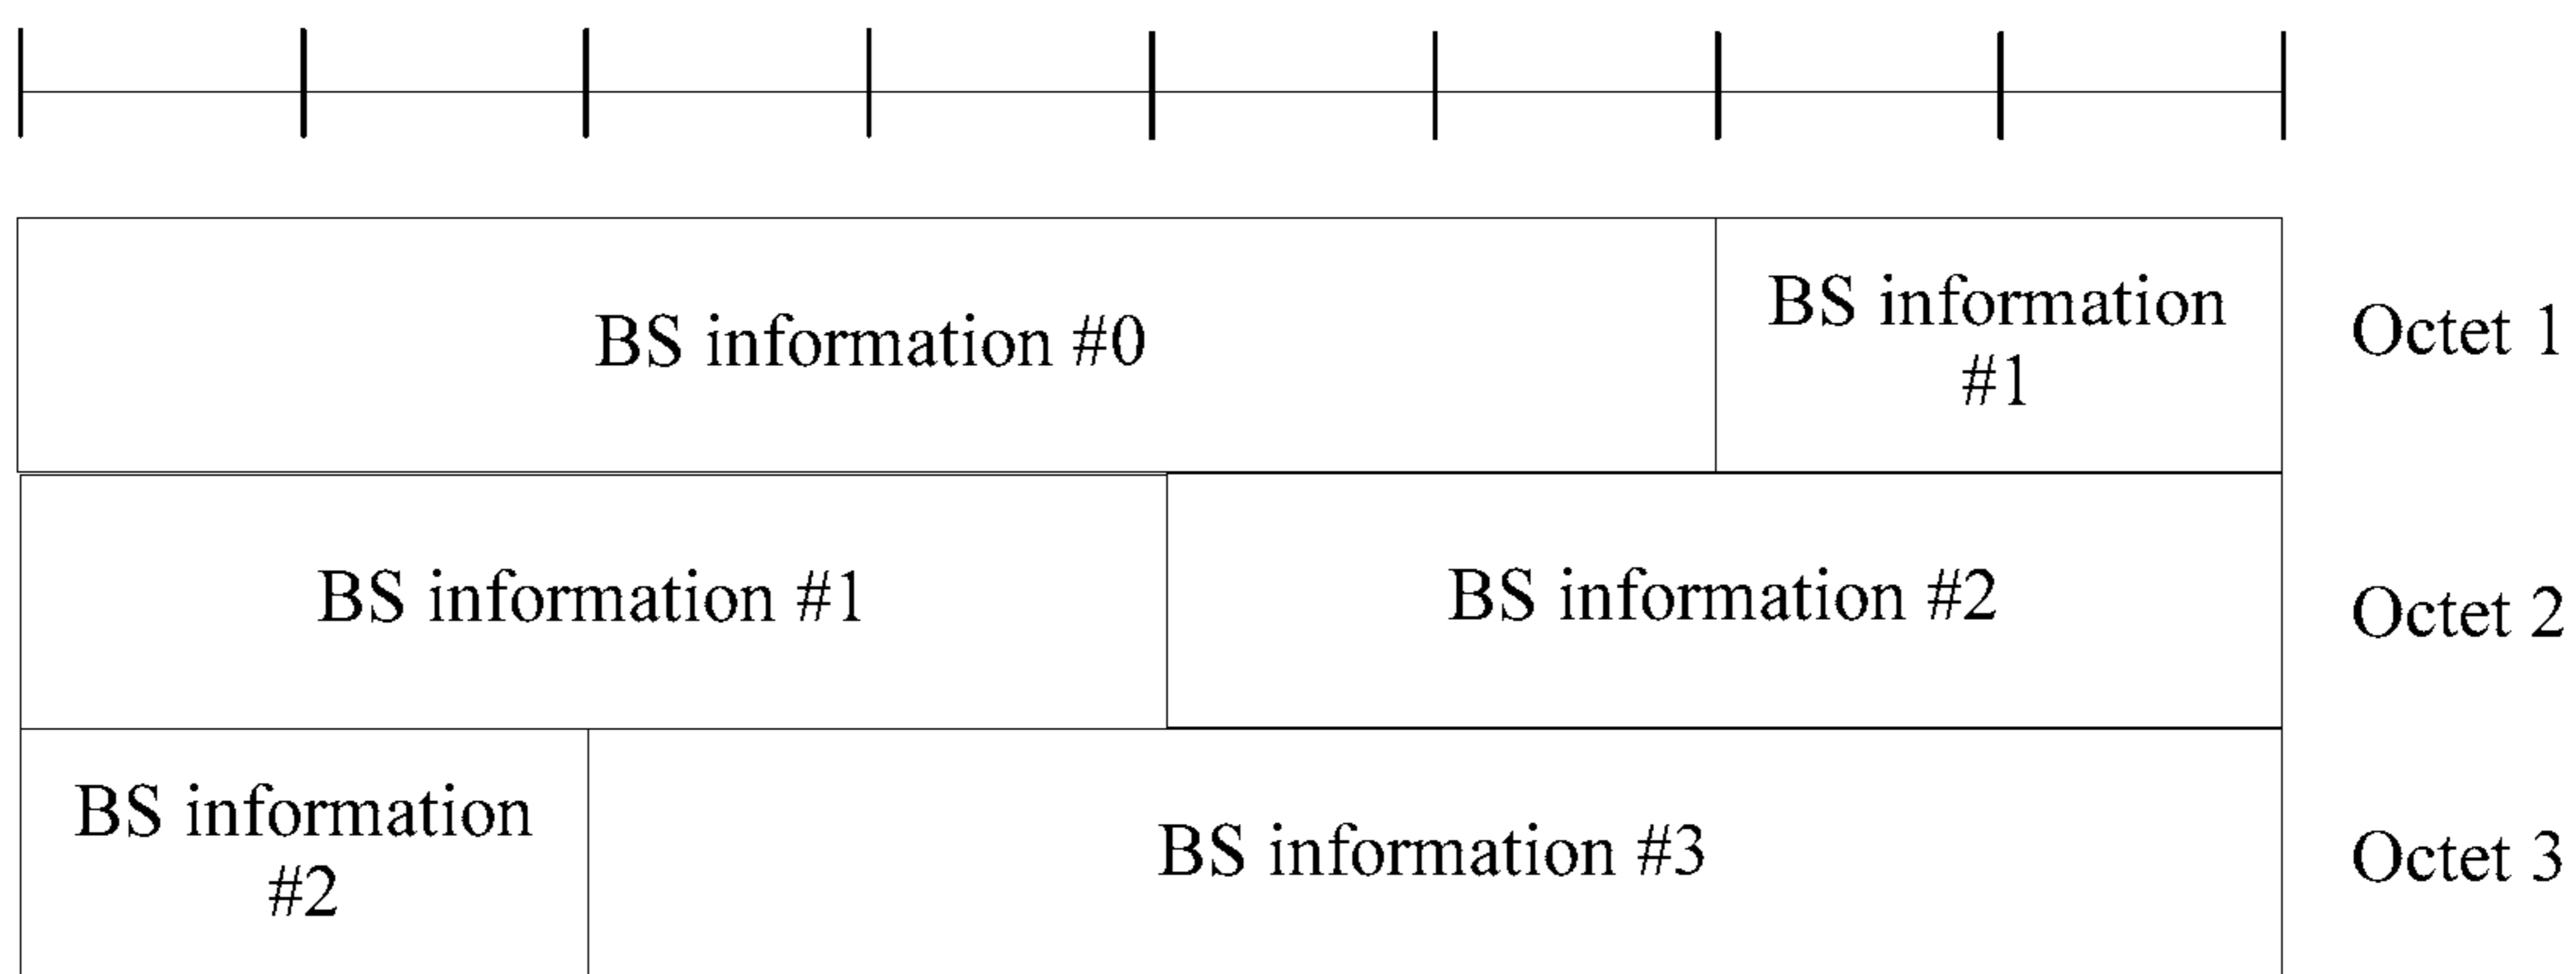 BS information #0
BS information
#1
Octet 1
BS information #1
BS information #2
Octet 2
BS information
#2
BS information #3
Octet 3